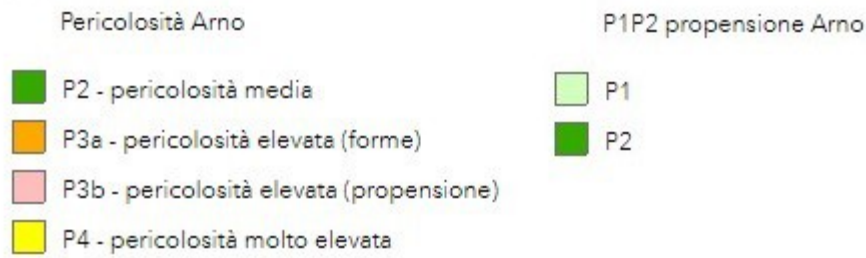 Pericolosità Arno
P2 - pericolosità media
P3a - pericolosità elevata (forme)
P3b - pericolosità elevata (propensione)
P4 - pericolosità molto elevata
P1P2 propensione Arno
P1
P2